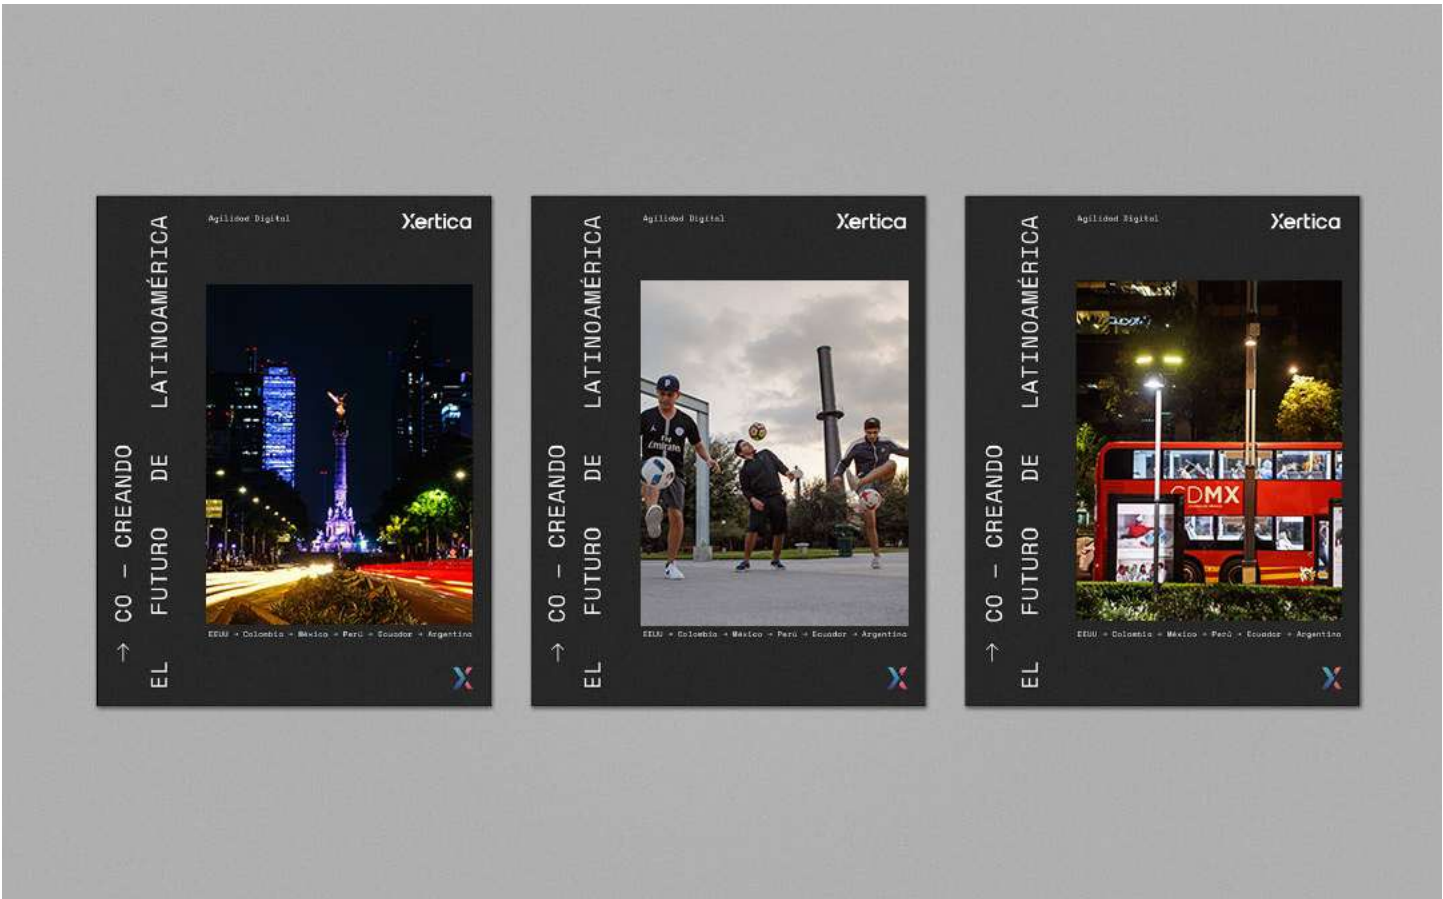 Agilidad Digital
Xertica
→ CO – CREANDO
EL FUTURO DE LATINOAMÉRICA
EEUU → Colombia → México → Perú → Ecuador → Argentina
X
Agilidad Digital
Xertica
→ CO – CREANDO
EL FUTURO DE LATINOAMÉRICA
Fly
Emirates
EEUU → Colombia → México → Perú → Ecuador → Argentina
X
Agilidad Digital
Xertica
→ CO – CREANDO
EL FUTURO DE LATINOAMÉRICA
CDMX
EEUU → Colombia → México → Perú → Ecuador → Argentina
X